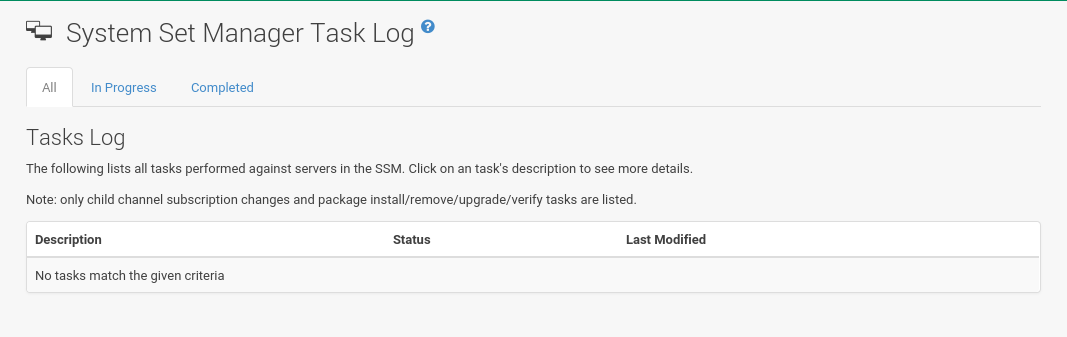 System Set Manager Task Log ?
All In Progress Completed
Tasks Log
The following lists all tasks performed against servers in the SSM. Click on an task's description to see more details.
Note: only child channel subscription changes and package install/remove/upgrade/verify tasks are listed.
Description Status Last Modified
No tasks match the given criteria